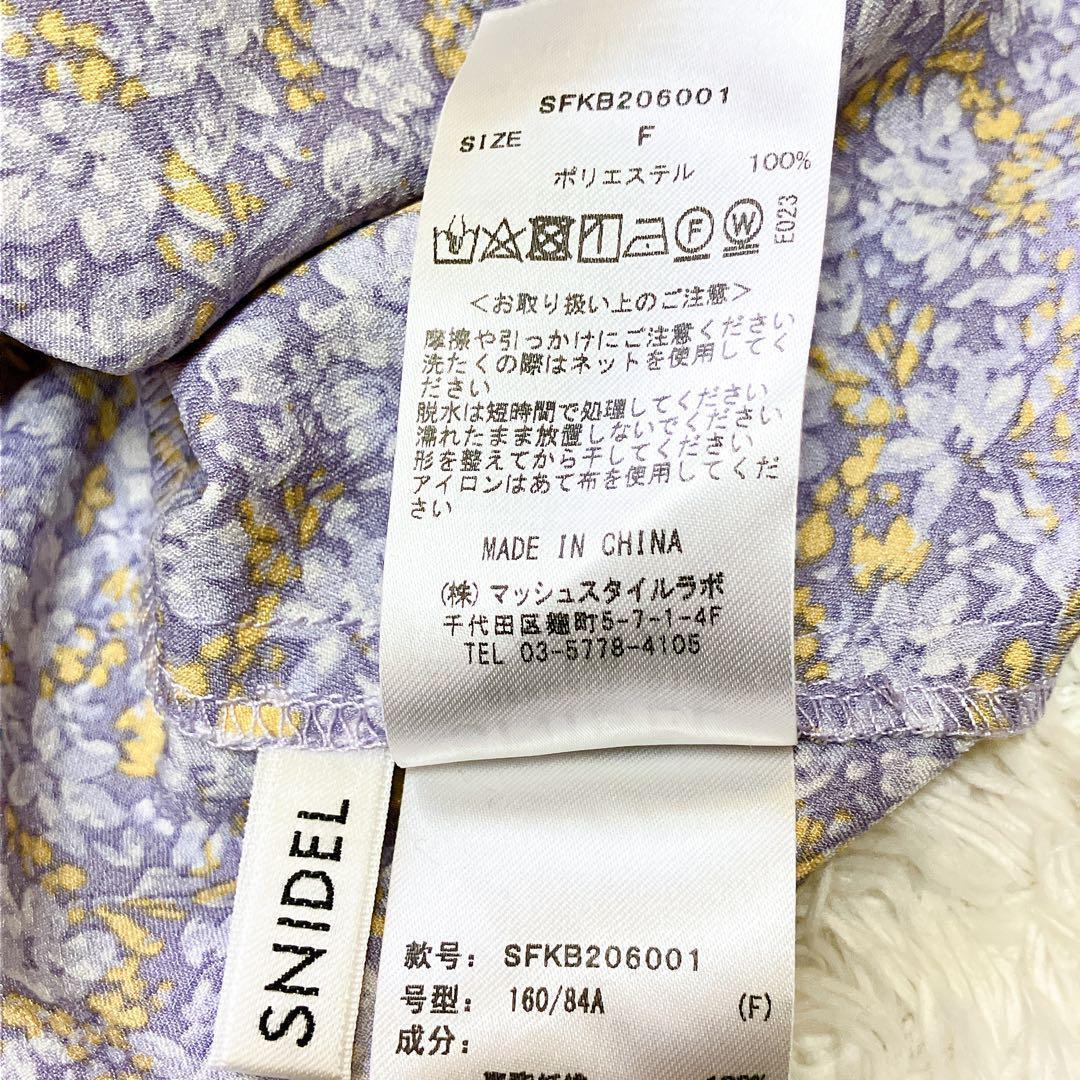 SFKB206001
SIZE F
ポリエステル 100%
E023
＜お取り扱い上のご注意＞
摩擦や引っかけにご注意ください
洗たくの際はネットを使用してく
ださい
脱水は短時間で処理してください
濡れたまま放置しないでください
形を整えてから干してください
アイロンはあて布を使用してくだ
さい
MADE IN CHINA
(株)マッシュスタイルラボ
千代田区麹町5-7-1-4F
TEL 03-5778-4105
SNIDEL
款号: SFKB206001
号型: 160/84A (F)
成分: